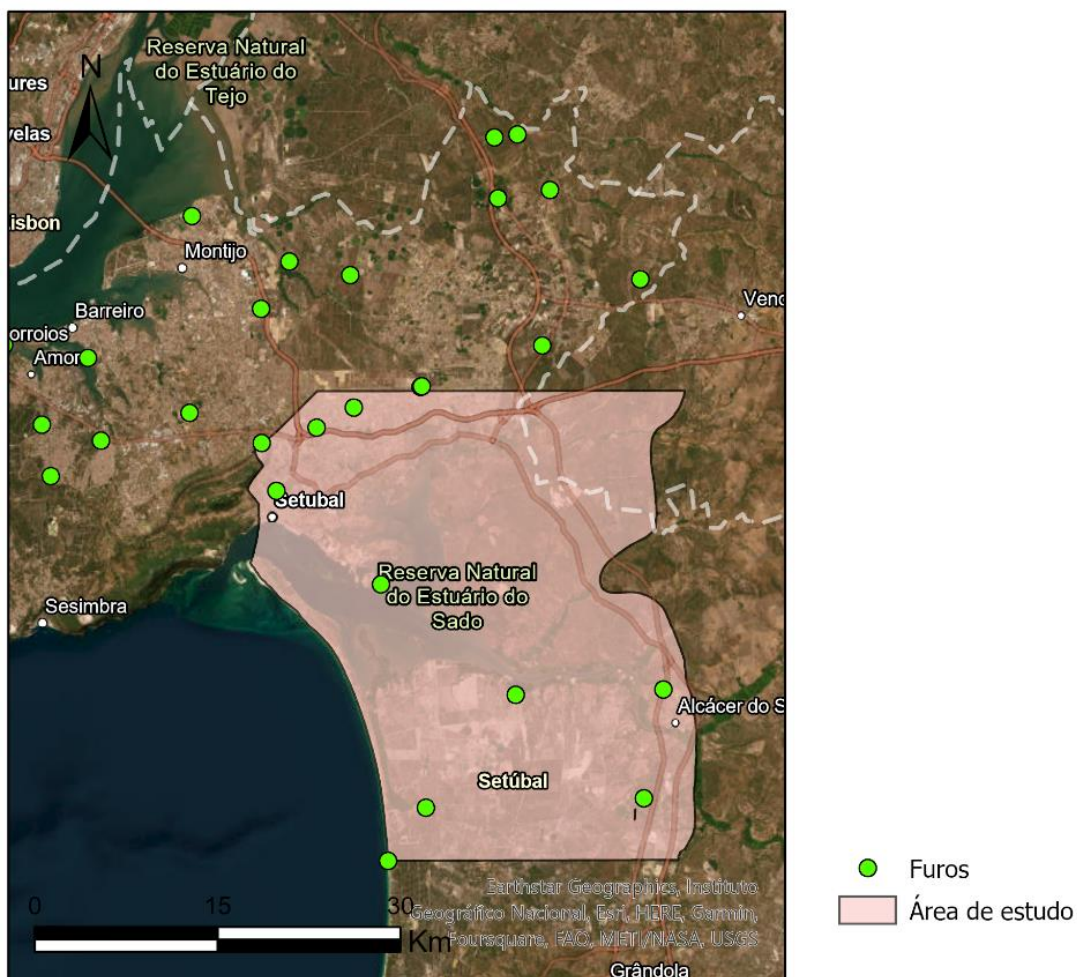 Reserva Natural
do Estuário do
Tejo
N
ures
velas
isbon
Montijo
Barreiro
orroios
Amor
Vend
Setubal
Reserva Natural
do Estuário do
Sado
Sesimbra
Alcácer do S
Setúbal
Furos
Área de estudo
Earthstar Geographics, Instituto
Geográfico Nacional, Esri, HERE, Garmin,
Foursquare, FAO, METI/NASA, USGS
0 15 30
Km
Grândola